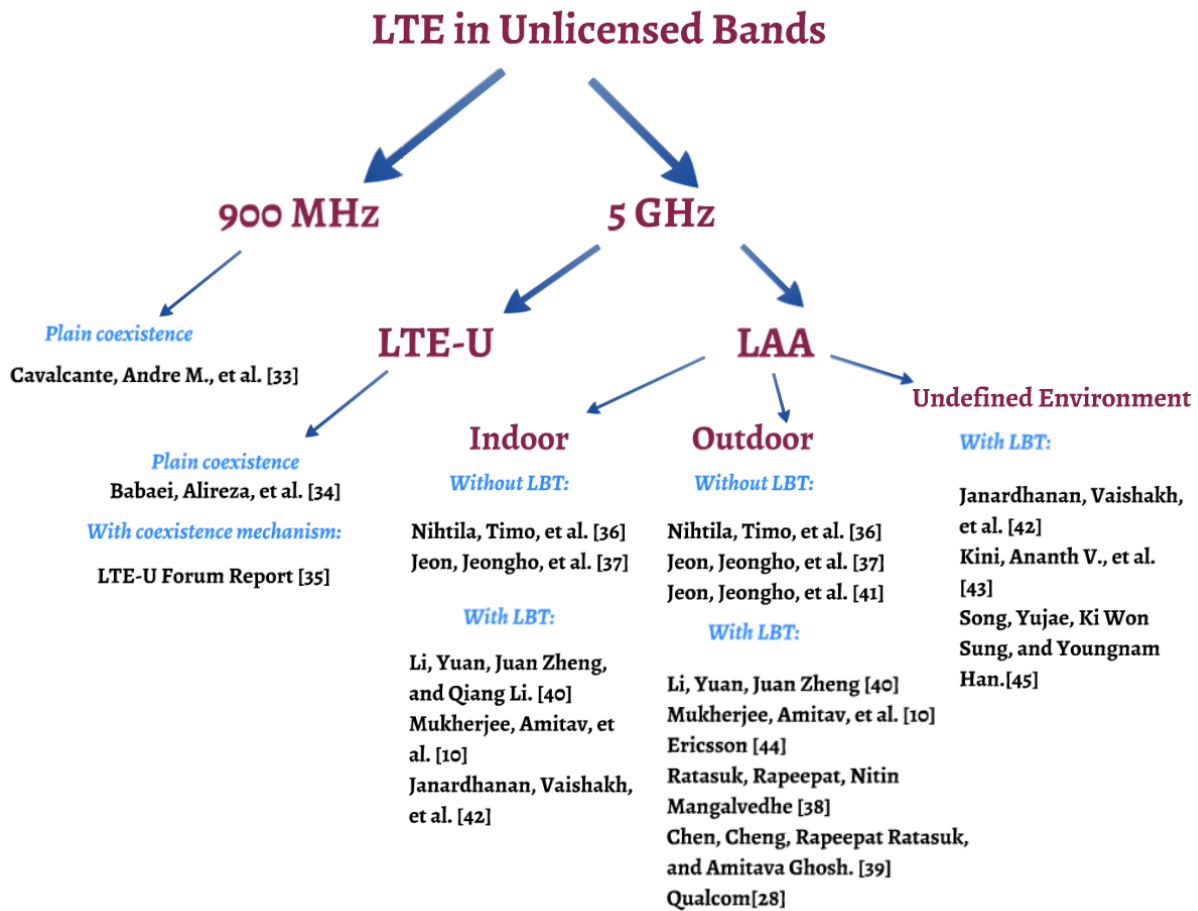 LTE in Unlicensed Bands
900 MHz
5 GHz
Plain coexistence
Cavalcante, Andre M., et al. [33]
LTE-U
LAA
Plain coexistence
Babaei, Alireza, et al. [34]
With coexistence mechanism:
LTE-U Forum Report [35]
Indoor
Without LBT:
Nihtila, Timo, et al. [36]
Jeon, Jeongho, et al. [37]
With LBT:
Li, Yuan, Juan Zheng,
and Qiang Li. [40]
Mukherjee, Amitav, et
al. [10]
Janardhanan, Vaishakh,
et al. [42]
Outdoor
Without LBT:
Nihtila, Timo, et al. [36]
Jeon, Jeongho, et al. [37]
Jeon, Jeongho, et al. [41]
With LBT:
Li, Yuan, Juan Zheng [40]
Mukherjee, Amitav, et al. [10]
Ericsson [44]
Ratasuk, Rapeepat, Nitin
Mangalvedhe [38]
Chen, Cheng, Rapeepat Ratasuk,
and Amitava Ghosh. [39]
Qualcom[28]
Undefined Environment
With LBT:
Janardhanan, Vaishakh,
et al. [42]
Kini, Ananth V., et al.
[43]
Song, Yujae, Ki Won
Sung, and Youngnam
Han.[45]